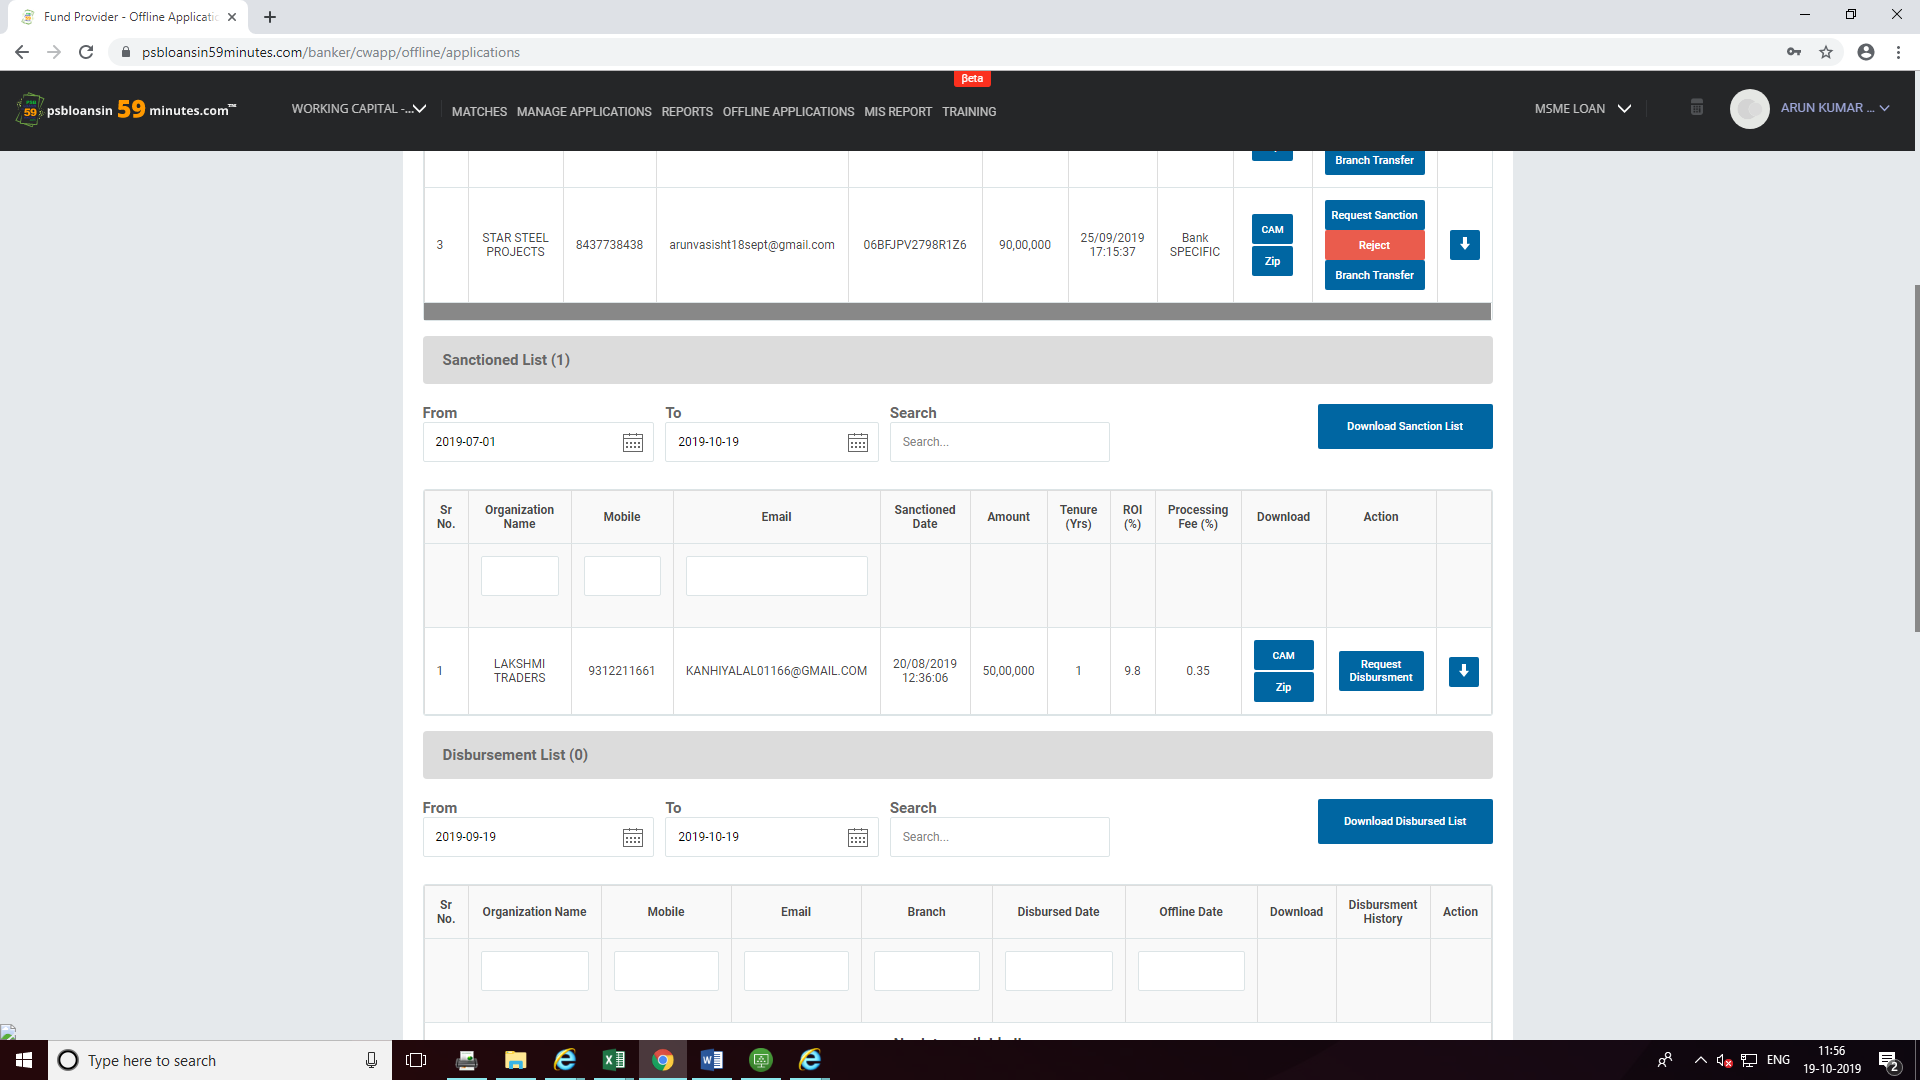 Fund Provider - Offline Applicatio
psbloansin59minutes.com/banker/cwapp/offline/applications
βeta
psbloansin 59 minutes.com™
WORKING CAPITAL -...
MATCHES MANAGE APPLICATIONS REPORTS OFFLINE APPLICATIONS MIS REPORT TRAINING
MSME LOAN
ARUN KUMAR ...
Branch Transfer
3 STAR STEEL PROJECTS 8437738438 arunvasisht18sept@gmail.com 06BFJPV2798R1Z6 90,00,000 25/09/2019 17:15:37 Bank SPECIFIC CAM Zip Request Sanction Reject Branch Transfer
Sanctioned List (1)
From To Search
2019-07-01 2019-10-19 Search...
Download Sanction List
Sr No. Organization Name Mobile Email Sanctioned Date Amount Tenure (Yrs) ROI (%) Processing Fee (%) Download Action
1 LAKSHMI TRADERS 9312211661 KANHIYALAL01166@GMAIL.COM 20/08/2019 12:36:06 50,00,000 1 9.8 0.35 CAM Zip Request Disbursment
Disbursement List (0)
From To Search
2019-09-19 2019-10-19 Search...
Download Disbursed List
Sr No. Organization Name Mobile Email Branch Disbursed Date Offline Date Download Disbursment History Action
Type here to search
ENG
11:56
19-10-2019
2